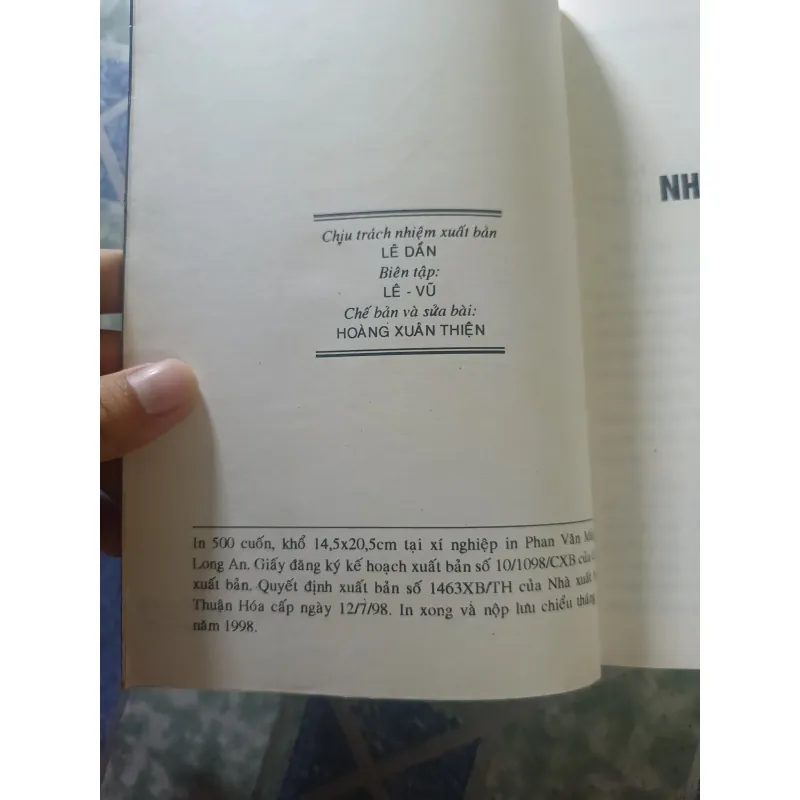 Chịu trách nhiệm xuất bản
LÊ DẦN
Biên tập:
LÊ - VŨ
Chế bản và sửa bài:
HOÀNG XUÂN THIỆN
In 500 cuốn, khổ 14,5x20,5cm tại xí nghiệp in Phan Văn
Long An. Giấy đăng ký kế hoạch xuất bản số 10/1098/CXB của
xuất bản. Quyết định xuất bản số 1463XB/TH của Nhà xuất
Thuận Hóa cấp ngày 12/7/98. In xong và nộp lưu chiểu tháng
năm 1998.
NH